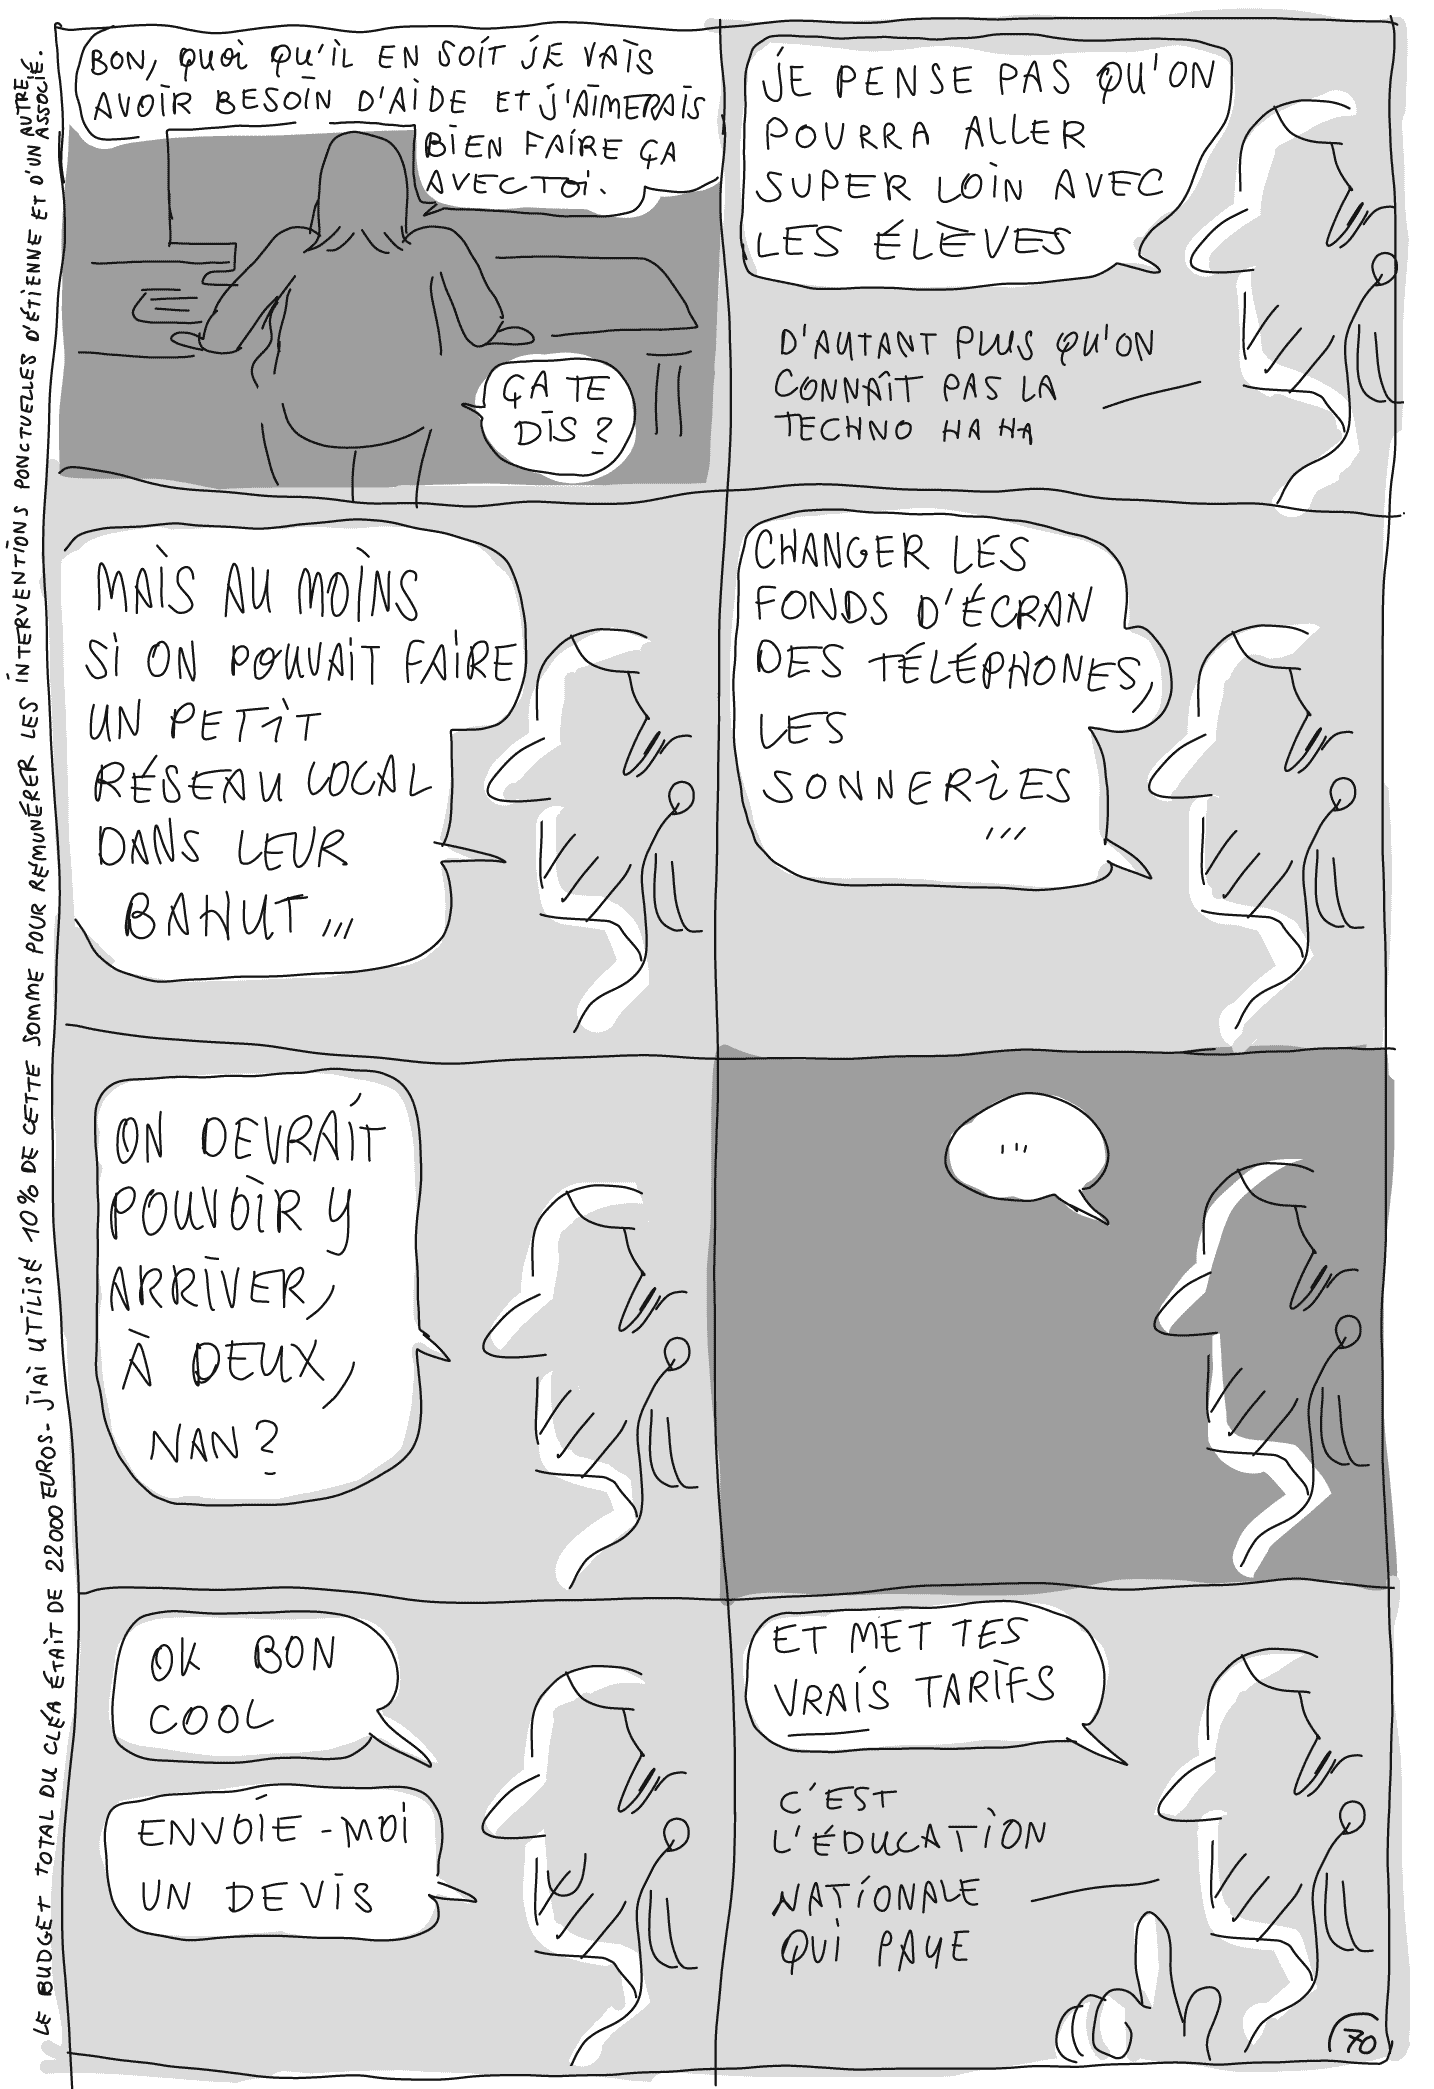 BON, QUOI QU'IL EN SOIT JE VAIS
AVOIR BESOIN D'AIDE ET J'AIMERAIS
BIEN FAIRE ÇA
AVEC TOI.
ÇA TE
DIS ?
JE PENSE PAS QU'ON
POURRA ALLER
SUPER LOIN AVEC
LES ÉLÈVES
D'AUTANT PLUS QU'ON
CONNAÎT PAS LA
TECHNO HA HA
MAIS AU MOINS
SI ON POUVAIT FAIRE
UN PETIT
RÉSEAU LOCAL
DANS LEUR
BAHUT...
CHANGER LES
FONDS D'ÉCRAN
DES TÉLÉPHONES,
LES
SONNERIES
...
ON DEVRAIT
POUVOIR Y
ARRIVER,
À DEUX,
NAN ?
...
OK BON
COOL
ENVOIE-MOI
UN DEVIS
ET MET TES
VRAIS TARIFS
C'EST
L'ÉDUCATION
NATIONALE
QUI PAYE
70
LE BUDGET TOTAL DU CLÉA ÉTAIT DE 22000 EUROS - J'AI UTILISÉ 10% DE CETTE SOMME POUR RÉMUNÉRER LES INTERVENTIONS PONCTUELLES D'ÉTIENNE ET D'UN AUTRE
ASSOCIÉ.